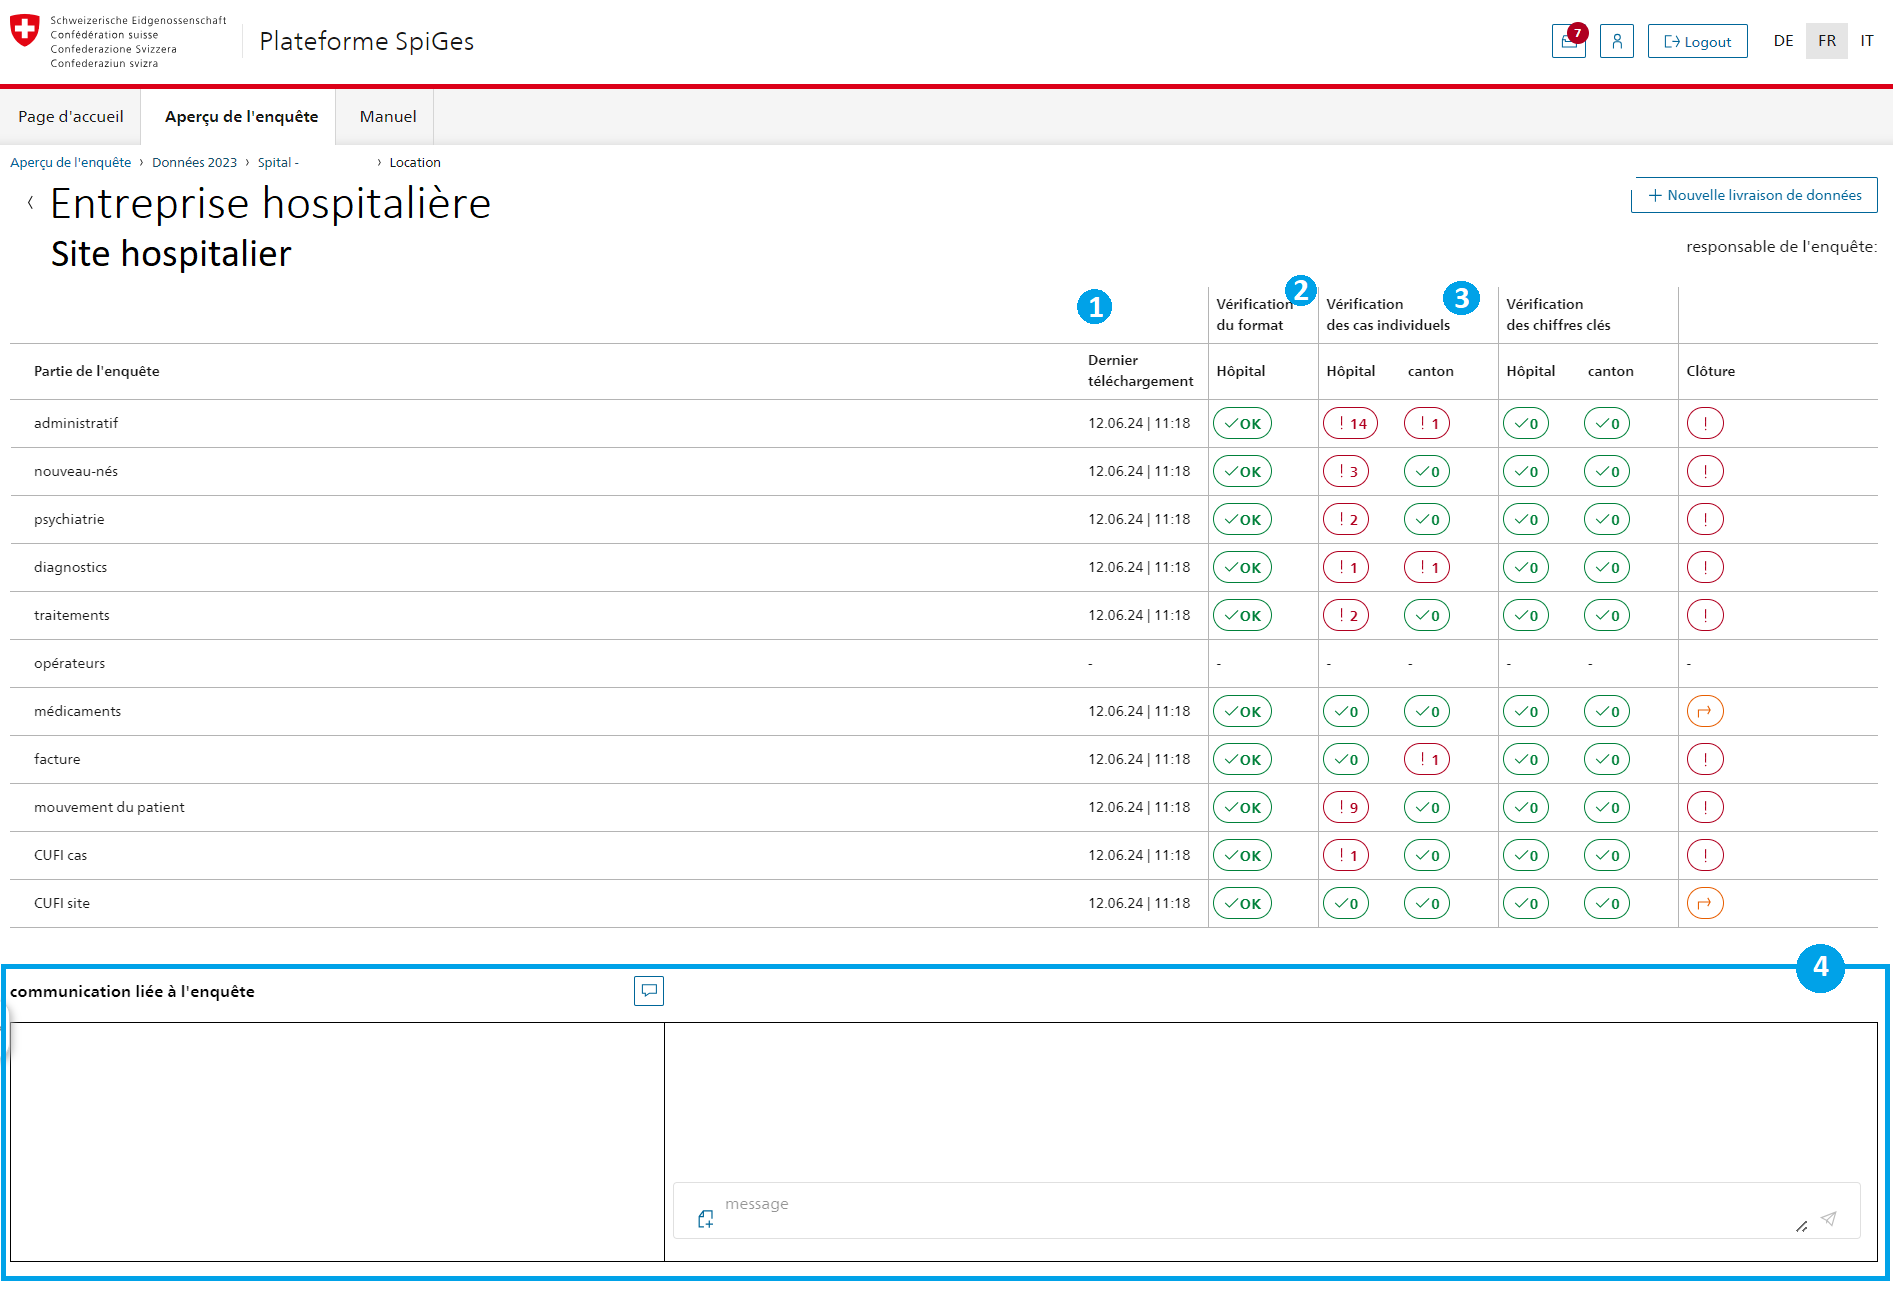 Schweizerische Eidgenossenschaft
Confédération suisse
Confederazione Svizzera
Confederaziun svizra
Plateforme SpiGes
7
Logout
DE FR IT
Page d'accueil Aperçu de l'enquête Manuel
Aperçu de l'enquête › Données 2023 › Spital - › Location
Entreprise hospitalière
Site hospitalier
+ Nouvelle livraison de données
responsable de l'enquête:
1 2 3
Vérification du format
Vérification des cas individuels
Vérification des chiffres clés
Partie de l'enquête Dernier téléchargement Hôpital Hôpital canton Hôpital canton Clôture
administratif 12.06.24 | 11:18 OK ! 14 ! 1 0 0 !
nouveau-nés 12.06.24 | 11:18 OK ! 3 0 0 0 !
psychiatrie 12.06.24 | 11:18 OK ! 2 0 0 0 !
diagnostics 12.06.24 | 11:18 OK ! 1 ! 1 0 0 !
traitements 12.06.24 | 11:18 OK ! 2 0 0 0 !
opérateurs - - - - - - -
médicaments 12.06.24 | 11:18 OK 0 0 0 0
facture 12.06.24 | 11:18 OK 0 ! 1 0 0 !
mouvement du patient 12.06.24 | 11:18 OK ! 9 0 0 0 !
CUFI cas 12.06.24 | 11:18 OK ! 1 0 0 0 !
CUFI site 12.06.24 | 11:18 OK 0 0 0 0
4
communication liée à l'enquête
message